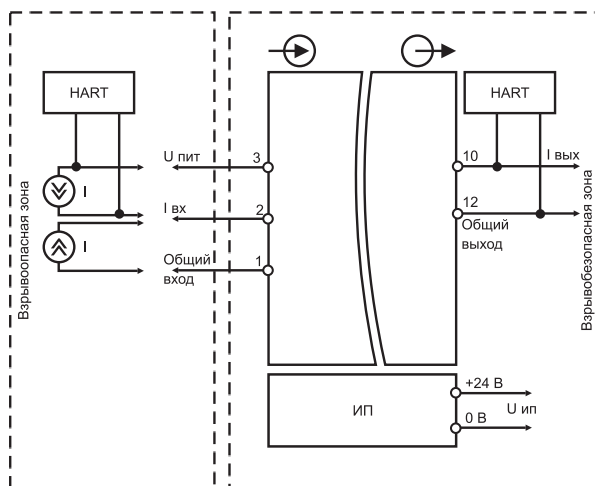 HART
HART
U пит
3
10
I вых
I
I вх
2
12
Общий
выход
I
Общий
вход
1
Взрывоопасная зона
Взрывобезопасная зона
ИП
+24 В
U ип
0 В